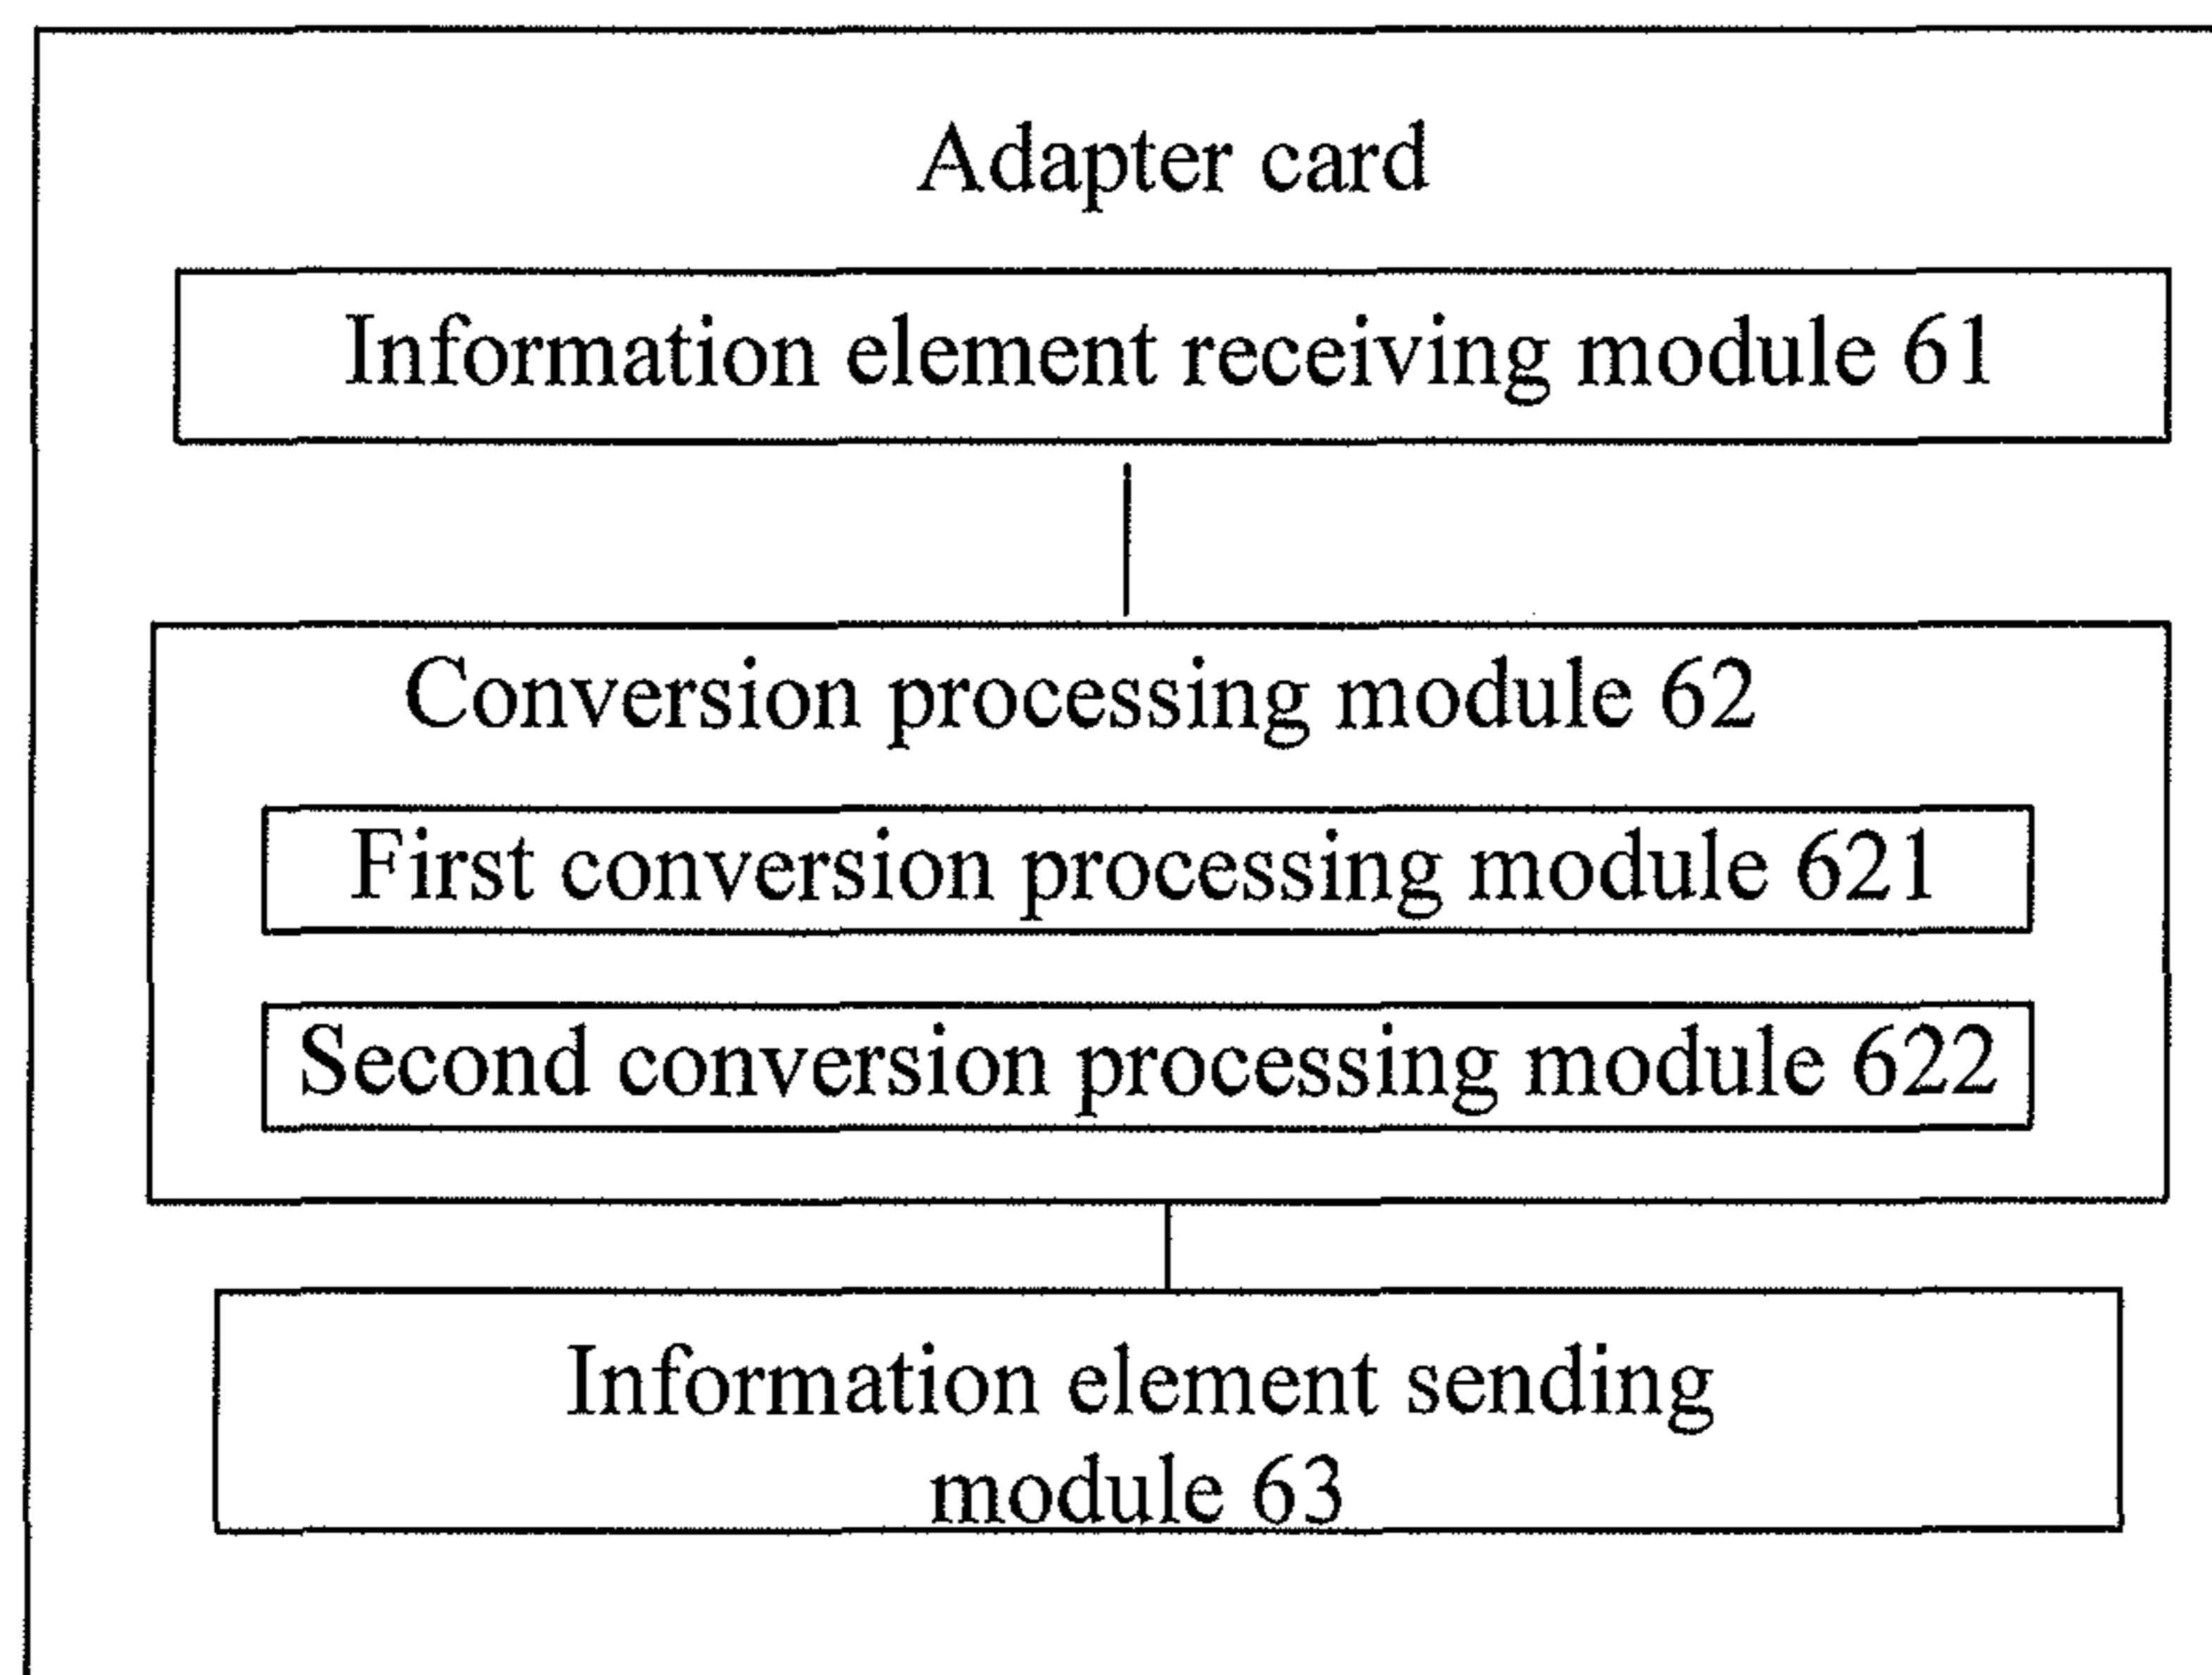 Adapter card
Information element receiving module 61
Conversion processing module 62
First conversion processing module 621
Second conversion processing module 622
Information element sending
module 63